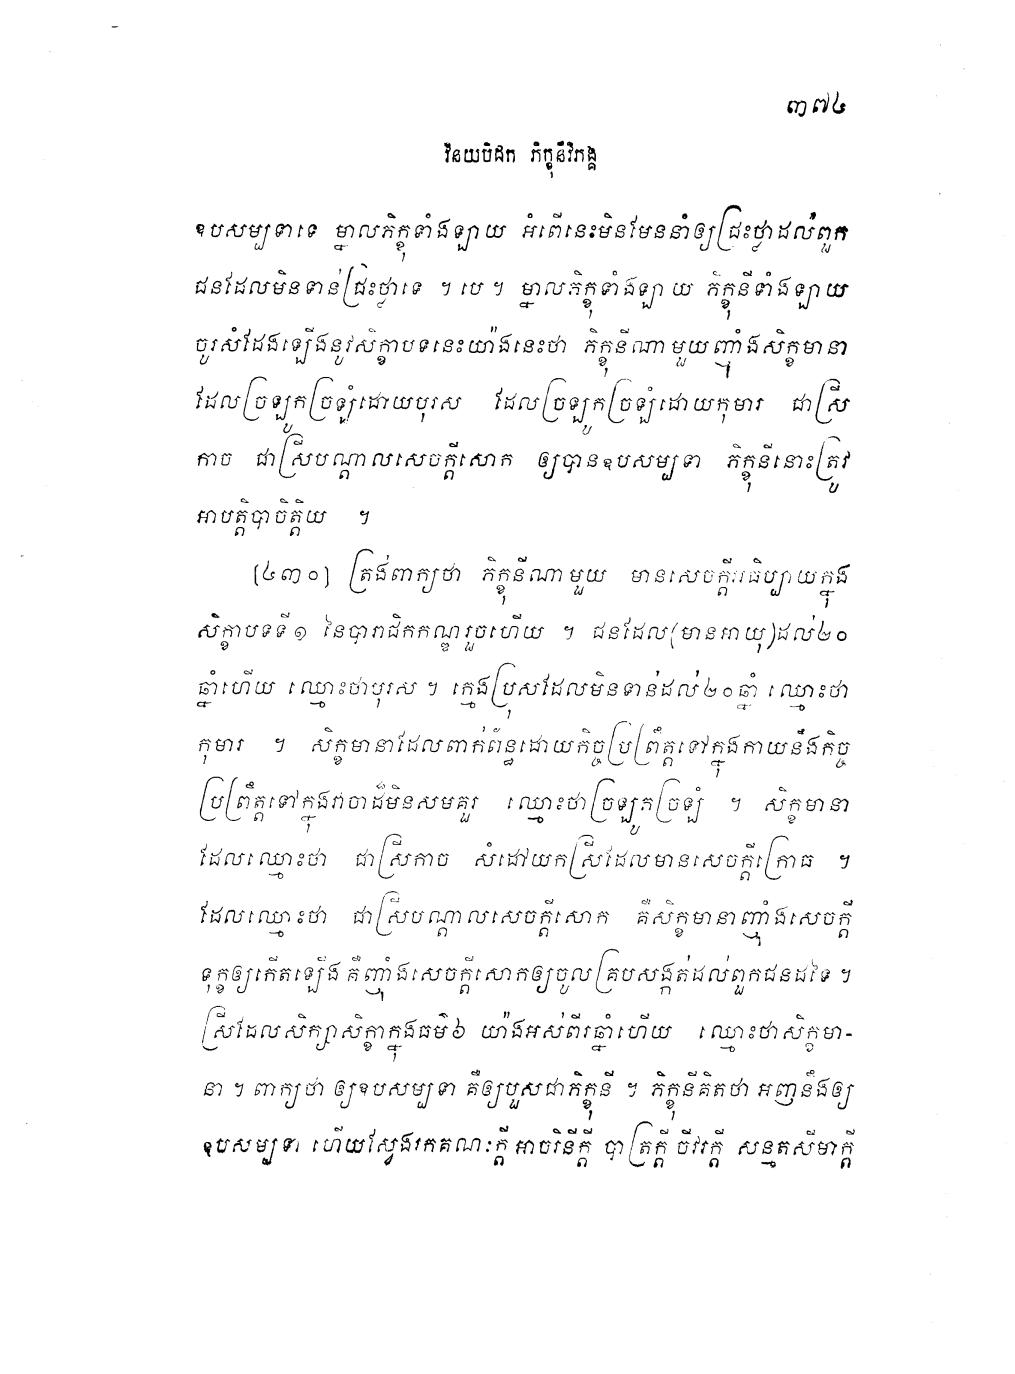 ៣៧៤
វិនយបិដក ភិក្ខុនីវិភង្គ
ឧបសម្បទាទេ ម្នាលភិក្ខុទាំងឡាយ អំពើនេះមិនមែននាំឲ្យជ្រះថ្លាដល់ពួក
ជនដែលមិនទាន់ជ្រះថ្លាទេ ។ បេ ។ ម្នាលភិក្ខុទាំងឡាយ ភិក្ខុនីទាំងឡាយ
ចូរសំដែងឡើងនូវសិក្ខាបទនេះយ៉ាងនេះថា ភិក្ខុនីណាមួយញ៉ាំងសិក្ខមានា
ដែលច្រឡូកច្រឡំដោយបុរស ដែលច្រឡូកច្រឡំដោយកុមារ ជាស្រី
កាច ជាស្រីបណ្តាលសេចក្តីសោក ឲ្យបានឧបសម្បទា ភិក្ខុនីនោះត្រូវ
អាបត្តិបាចិត្តិយ ។
(៤៣០) ត្រង់ពាក្យថា ភិក្ខុនីណាមួយ មានសេចក្តីអធិប្បាយក្នុង
សិក្ខាបទទី១ នៃបារាជិកកណ្ឌរួចហើយ ។ ជនដែល(មានអាយុ)ដល់២០
ឆ្នាំហើយ ឈ្មោះថាបុរស ។ ក្មេងប្រុសដែលមិនទាន់ដល់២០ឆ្នាំ ឈ្មោះថា
កុមារ ។ សិក្ខមានាដែលពាក់ព័ន្ធដោយកិច្ចប្រព្រឹត្តទៅក្នុងកាយនឹងកិច្ច
ប្រព្រឹត្តទៅក្នុងវាចាដ៏មិនសមគួរ ឈ្មោះថាច្រឡូកច្រឡំ ។ សិក្ខមានា
ដែលឈ្មោះថា ជាស្រីកាច សំដៅយកស្រីដែលមានសេចក្តីក្រោធ ។
ដែលឈ្មោះថា ជាស្រីបណ្តាលសេចក្តីសោក គឺសិក្ខមានាញ៉ាំងសេចក្តី
ទុក្ខឲ្យកើតឡើង គឺញ៉ាំងសេចក្តីសោកឲ្យចូលគ្របសង្កត់ដល់ពួកជនដទៃ ។
ស្រីដែលសិក្សាសិក្ខាក្នុងធម៌៦ យ៉ាងអស់ពីរឆ្នាំហើយ ឈ្មោះថាសិក្ខមា-
នា ។ ពាក្យថា ឲ្យឧបសម្បទា គឺឲ្យបួសជាភិក្ខុនី ។ ភិក្ខុនីគិតថា អញនឹងឲ្យ
ឧបសម្បទា ហើយស្វែងរកគណៈក្តី អាចរិនីក្តី បាត្រក្តី ចីវរក្តី សន្មតសីមាក្តី